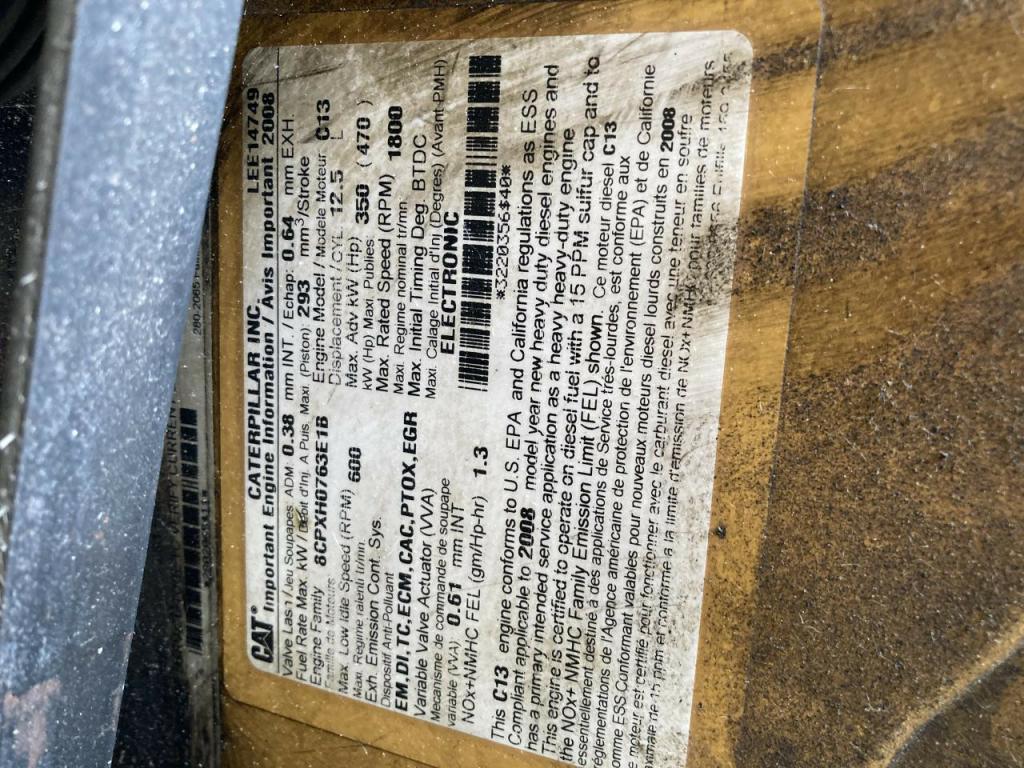 CAT® CATERPILLAR INC. LEE14749
Important Engine Information / Avis Important 2008
Valve Lash/Jeu Soupapes ADM 0.38 mm INT. / Echap: 0.64 mm EXH.
Fuel Rate Max. kW/Debit d'Inj. A Puis. Maxi. (Piston) 293 mm³/Stroke
Engine Family 8CPXH0763E1B
Famille de Moteurs
Engine Model / Modele Moteur C13
Displacement / CYL. 12.5 L
Max. Low Idle Speed (RPM) 600
Maxi. Regime ralenti tr/mn
Max. Adv kW (Hp): 350 ( 470 )
kW (Hp) Maxi. Publies:
Exh. Emission Cont. Sys.
Dispositif Anti-Polluant
Max. Rated Speed (RPM) 1800
Maxi. Regime nominal tr/mn
EM,DI,TC,ECM,CAC,PTOX,EGR
Max. Initial Timing Deg. BTDC
Maxi. Calage Initial d'Inj (Degres) (Avant-PMH)
Variable Valve Actuator (VVA)
Mecanisme de commande de soupape
variable (VVA) 0.61 mm INT
ELECTRONIC
NOx+NMHC FEL (gm/Hp-hr) 1.3
*3220356$40*
This C13 engine conforms to U.S. EPA and California regulations as ESS
Compliant applicable to 2008 model year new heavy duty diesel engines and
has a primary intended service application as a heavy heavy-duty engine
This engine is certified to operate on diesel fuel with a 15 PPM sulfur cap and to
the NOx+ NMHC Family Emission Limit (FEL) shown. Ce moteur diesel C13
essentiellement destiné à des applications de Service très-lourdes, est conforme aux
réglementations de l'Agence américaine de protection de l'environnement (EPA) et de Californie
omme ESS Conformant valables pour nouveaux moteurs diesel lourds construits en 2008
e moteur est certifié pour fonctionner avec le carburant diesel avec une teneur en soufre
aximale de 15 ppm et conforme à la limite d'émission de NOx+NMHC pour familles de moteurs
VERIFY CURRENT